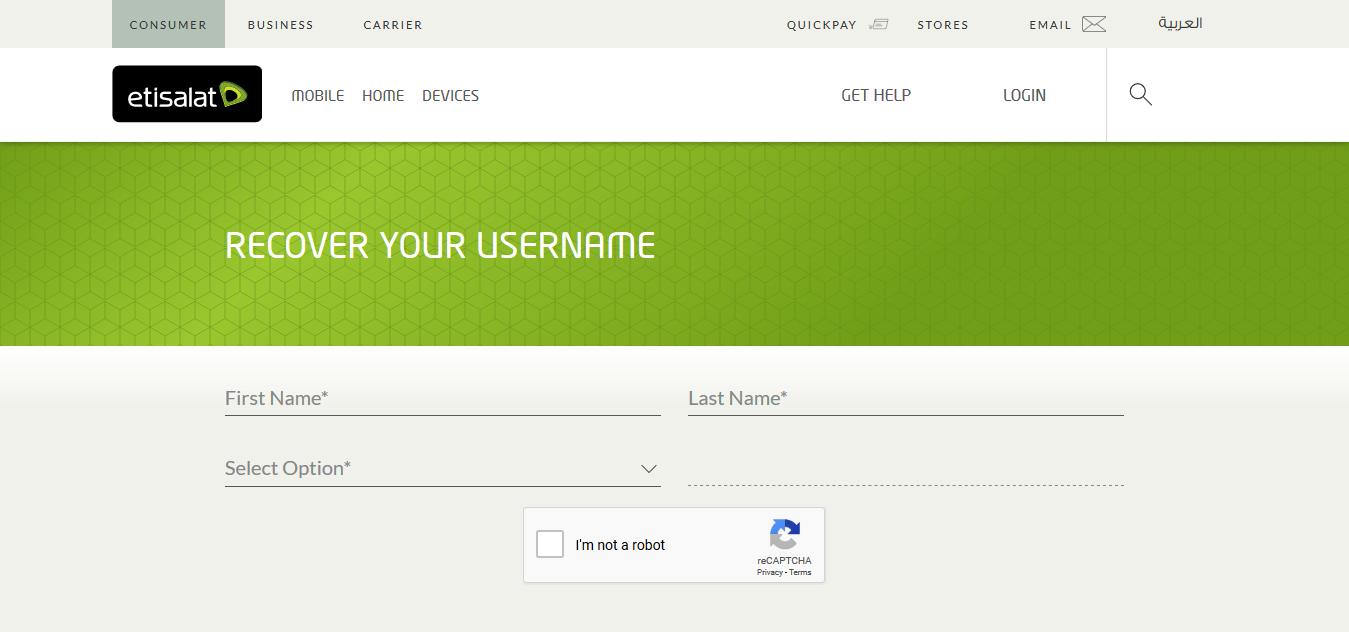 CONSUMER BUSINESS CARRIER QUICKPAY STORES EMAIL العربية
etisalat MOBILE HOME DEVICES GET HELP LOGIN
RECOVER YOUR USERNAME
First Name* Last Name*
Select Option*
I'm not a robot
reCAPTCHA
Privacy - Terms